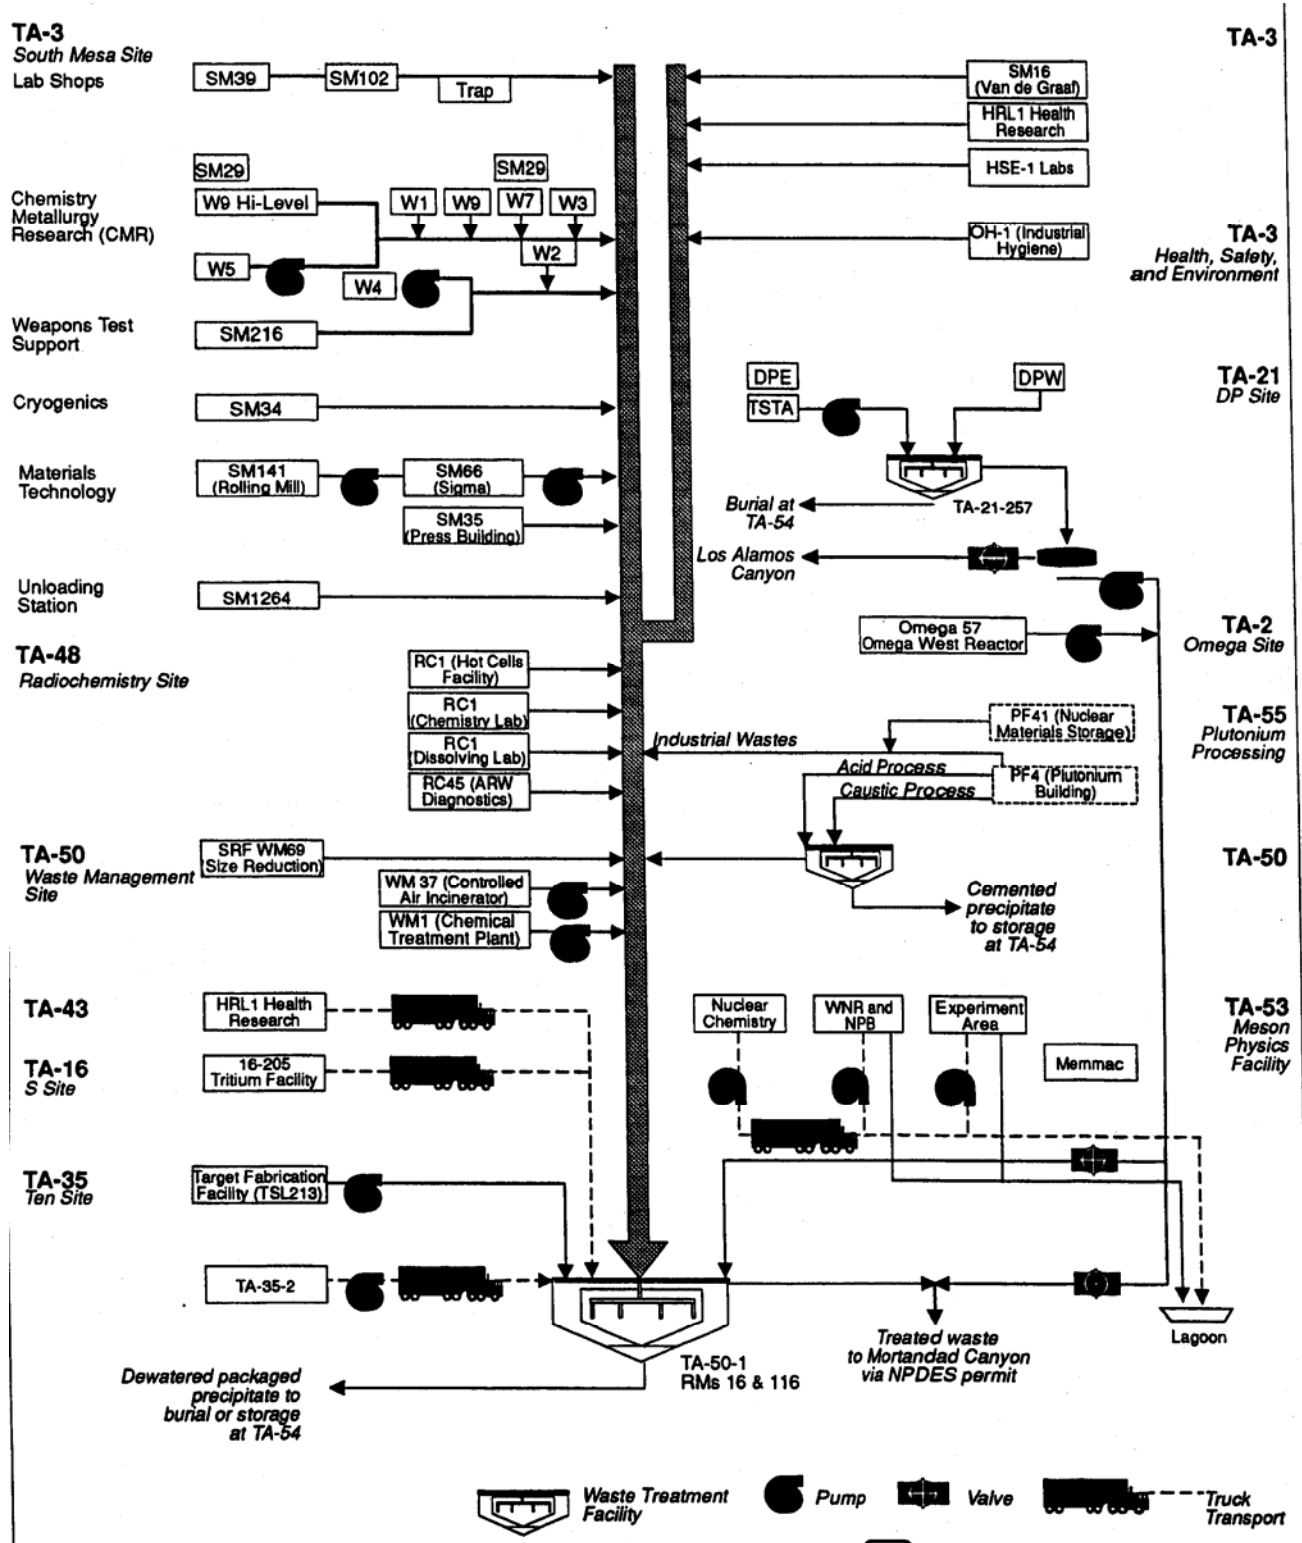 TA-3
South Mesa Site
Lab Shops
SM39
SM102
Trap
TA-3
SM16
(Van de Graaf)
HRL1 Health
Research
HSE-1 Labs
SM29
SM29
Chemistry
Metallurgy
Research (CMR)
W9 Hi-Level
W1
W9
W7
W3
W2
W5
W4
OH-1 (Industrial
Hygiene)
TA-3
Health, Safety,
and Environment
Weapons Test
Support
SM216
Cryogenics
SM34
DPE
TSTA
DPW
TA-21
DP Site
Materials
Technology
SM141
(Rolling Mill)
SM66
(Sigma)
SM35
(Press Building)
Burial at
TA-54
TA-21-257
Los Alamos
Canyon
Unloading
Station
SM1264
Omega 57
Omega West Reactor
TA-2
Omega Site
TA-48
Radiochemistry Site
RC1 (Hot Cells
Facility)
RC1
(Chemistry Lab)
RC1
(Dissolving Lab)
RC45 (ARW
Diagnostics)
Industrial Wastes
PF41 (Nuclear
Materials Storage)
Acid Process
Caustic Process
PF4 (Plutonium
Building)
TA-55
Plutonium
Processing
TA-50
Waste Management
Site
SRF WM69
(Size Reduction)
WM 37 (Controlled
Air Incinerator)
WM1 (Chemical
Treatment Plant)
TA-50
Cemented
precipitate
to storage
at TA-54
TA-43
HRL1 Health
Research
TA-16
S Site
16-205
Tritium Facility
Nuclear
Chemistry
WNR and
NPB
Experiment
Area
Memmac
TA-53
Meson
Physics
Facility
TA-35
Ten Site
Target Fabrication
Facility (TSL213)
TA-35-2
Lagoon
TA-50-1
RMs 16 & 116
Treated waste
to Mortandad Canyon
via NPDES permit
Dewatered packaged
precipitate to
burial or storage
at TA-54
Waste Treatment
Facility
Pump
Valve
Truck
Transport